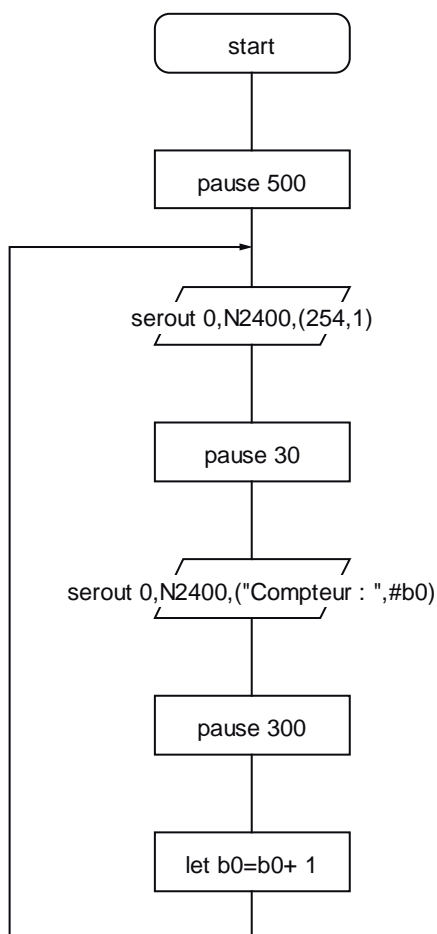 start
pause 500
serout 0,N2400,(254,1)
pause 30
serout 0,N2400,("Compteur : ",#b0)
pause 300
let b0=b0+ 1